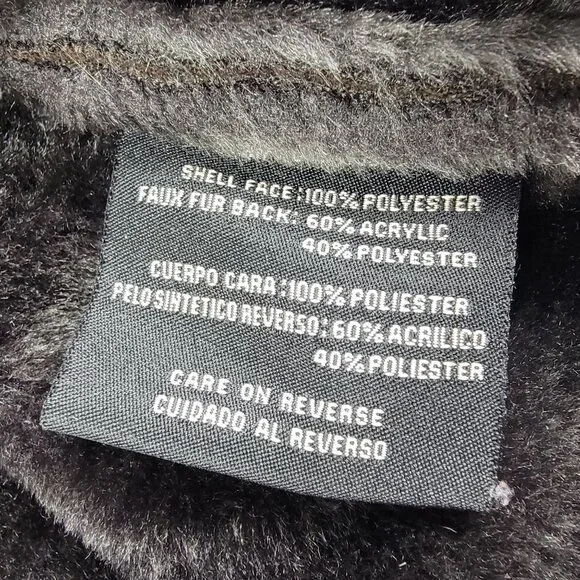 SHELL FACE:100% POLYESTER
FAUX FUR BACK: 60% ACRYLIC
40% POLYESTER
CUERPO CARA:100% POLIESTER
PELO SINTETICO REVERSO:60% ACRILICO
40% POLIESTER
CARE ON REVERSE
CUIDADO AL REVERSO